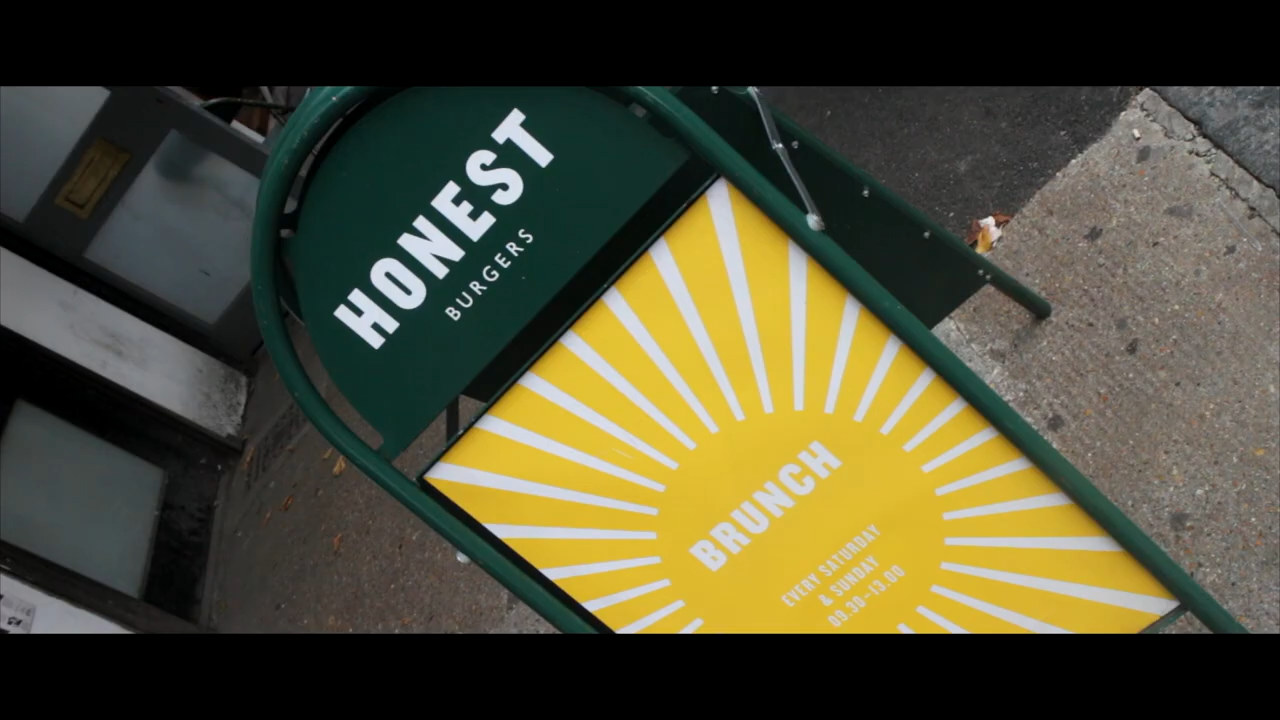 HONEST
BURGERS
BRUNCH
EVERY SATURDAY
& SUNDAY
09.30–13.00